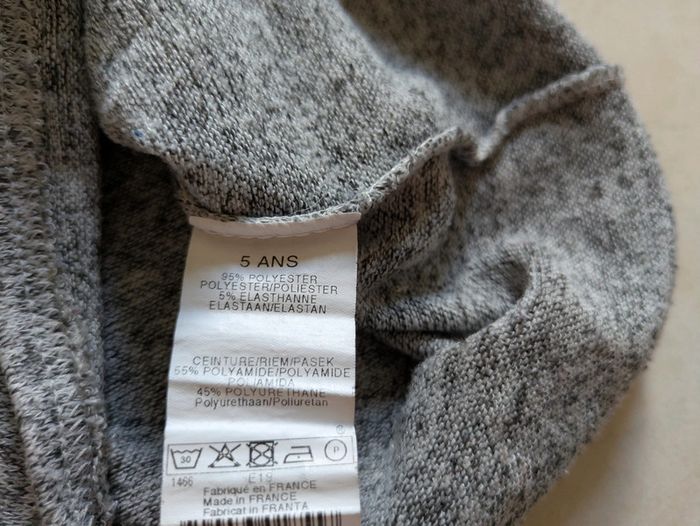 5 ANS
95% POLYESTER
POLYESTER/POLIESTER
5% ELASTHANNE
ELASTAAN/ELASTAN
CEINTURE/RIEM/PASEK
55% POLYAMIDE/POLYAMIDE
POLIAMIDA
45% POLYURETHANE
Polyurethaan/Poliuretan
®
30 P
1466 E19
Fabriqué en FRANCE
Made in FRANCE
Fabricat in FRANTA